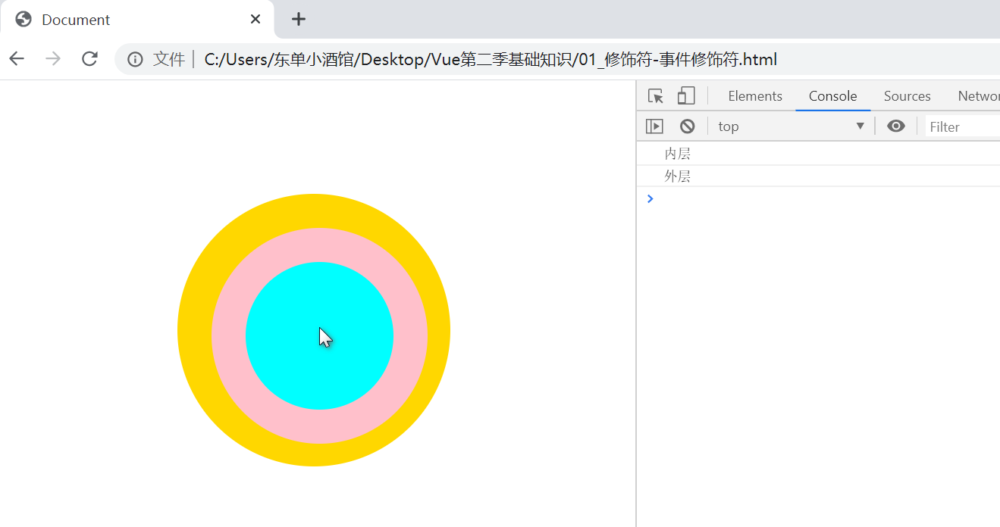 Document
文件 C:/Users/东单小酒馆/Desktop/Vue第二季基础知识/01_修饰符-事件修饰符.html
Elements Console Sources Networ
top Filter
内层
外层